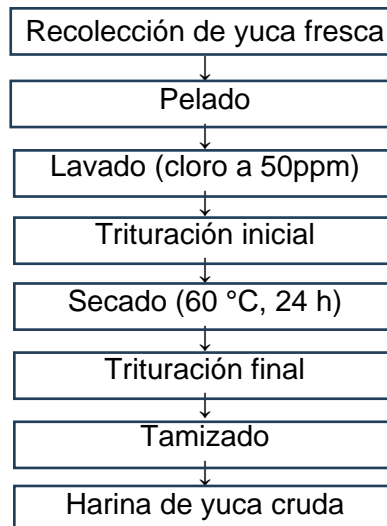 Recolección de yuca fresca
Pelado
Lavado (cloro a 50ppm)
Trituración inicial
Secado (60 °C, 24 h)
Trituración final
Tamizado
Harina de yuca cruda